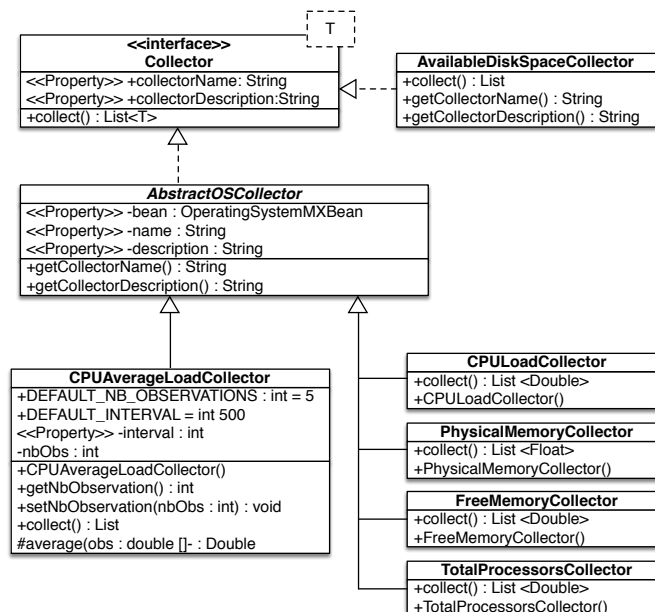 T
<<interface>>
Collector
<<Property>> +collectorName: String
<<Property>> +collectorDescription:String
+collect() : List<T>
AvailableDiskSpaceCollector
+collect() : List
+getCollectorName() : String
+getCollectorDescription() : String
AbstractOSCollector
<<Property>> -bean : OperatingSystemMXBean
<<Property>> -name : String
<<Property>> -description : String
+getCollectorName() : String
+getCollectorDescription() : String
CPUAverageLoadCollector
+DEFAULT_NB_OBSERVATIONS : int = 5
+DEFAULT_INTERVAL = int 500
<<Property>> -interval : int
-nbObs : int
+CPUAverageLoadCollector()
+getNbObservation() : int
+setNbObservation(nbObs : int) : void
+collect() : List
#average(obs : double []- : Double
CPULoadCollector
+collect() : List <Double>
+CPULoadCollector()
PhysicalMemoryCollector
+collect() : List <Float>
+PhysicalMemoryCollector()
FreeMemoryCollector
+collect() : List <Double>
+FreeMemoryCollector()
TotalProcessorsCollector
+collect() : List <Double>
+TotalProcessorsCollector()